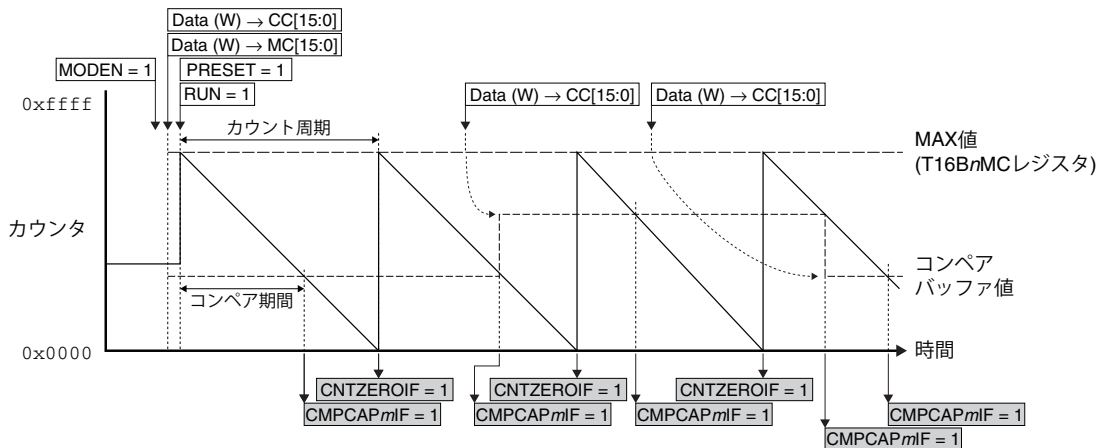 Data (W) → CC[15:0]
Data (W) → MC[15:0]
MODEN = 1
PRESET = 1
RUN = 1
Data (W) → CC[15:0]
Data (W) → CC[15:0]
0xffff
カウント周期
MAX値
(T16BnMCレジスタ)
カウンタ
コンペア
バッファ値
コンペア期間
0x0000
時間
CNTZEROIF = 1
CNTZEROIF = 1
CNTZEROIF = 1
CMPCAPmIF = 1
CMPCAPmIF = 1
CMPCAPmIF = 1
CMPCAPmIF = 1
CMPCAPmIF = 1